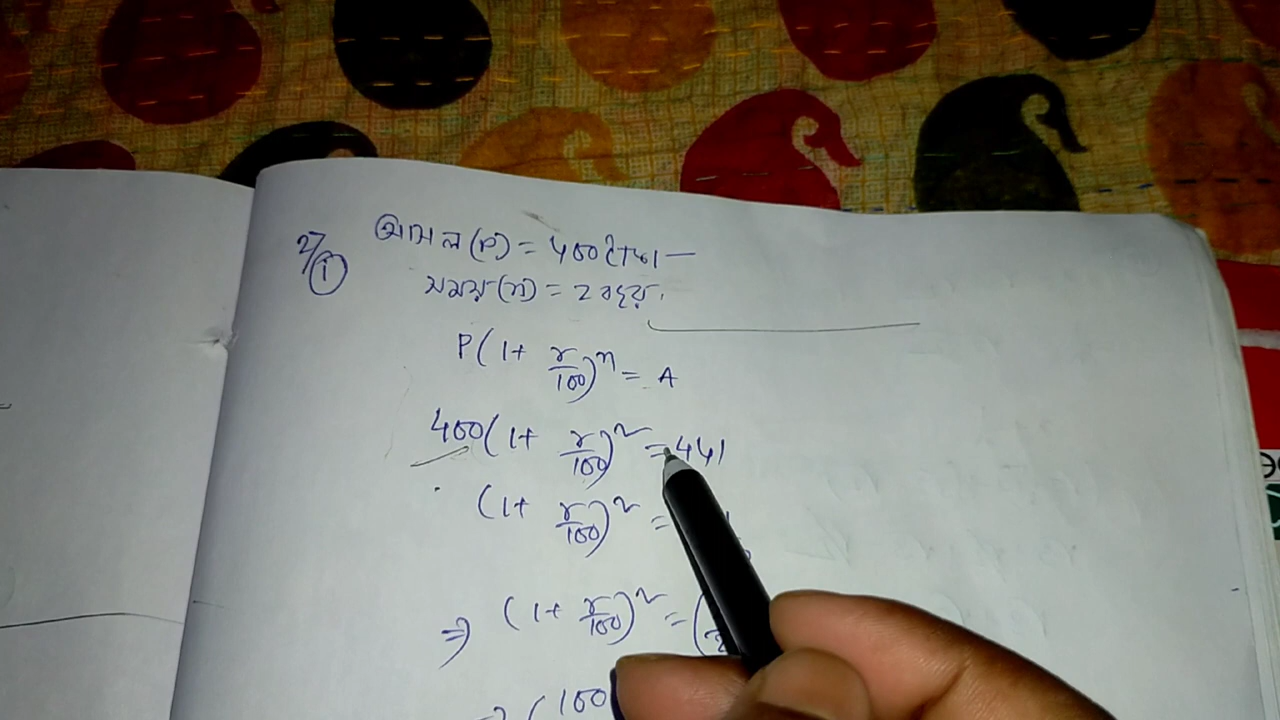 2/(i) আসল (P) = 400 টাকা
সময় (n) = 2 বছর,
P(1+ r/100)^n = A
400(1+ r/100)^2 = 441
(1+ r/100)^2 =
⇒ (1+ r/100)^2 = (
⇒ (100